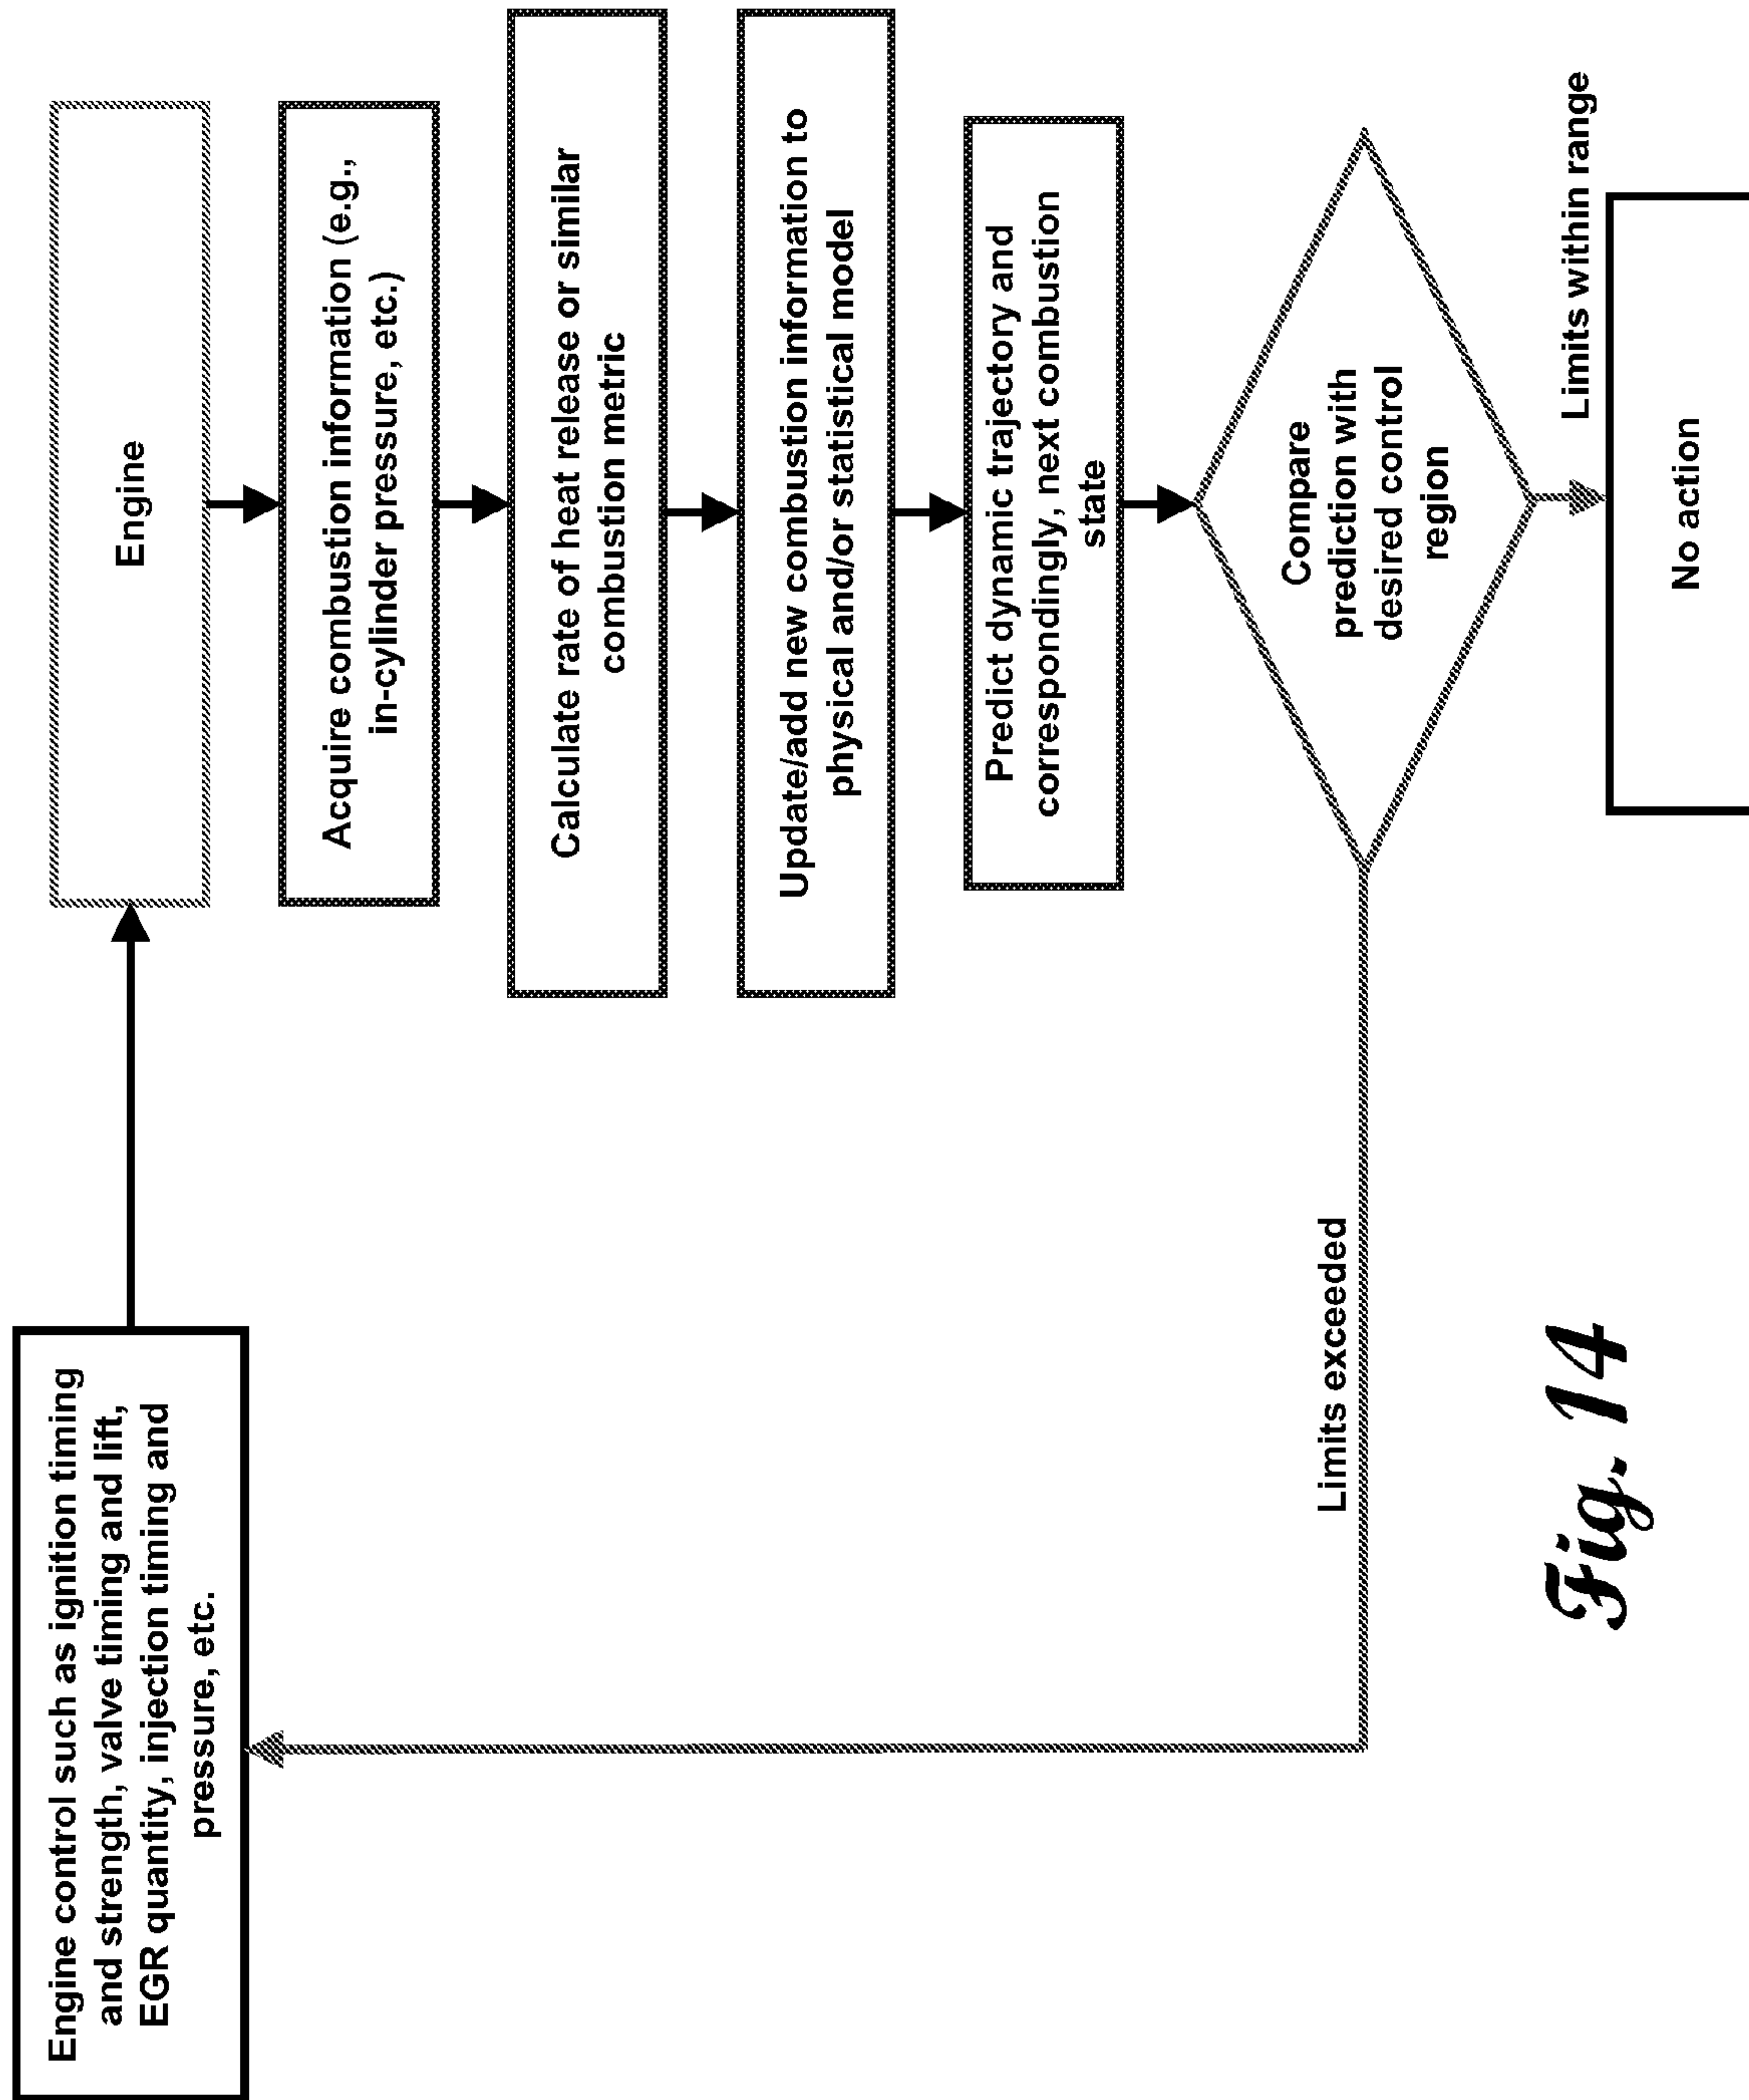 Engine control such as ignition timing
and strength, valve timing and lift,
EGR quantity, injection timing and
pressure, etc.
Engine
Acquire combustion information (e.g.,
in-cylinder pressure, etc.)
Calculate rate of heat release or similar
combustion metric
Update/add new combustion information to
physical and/or statistical model
Predict dynamic trajectory and
correspondingly, next combustion
state
Compare
prediction with
desired control
region
Limits exceeded
Limits within range
No action
Fig. 14